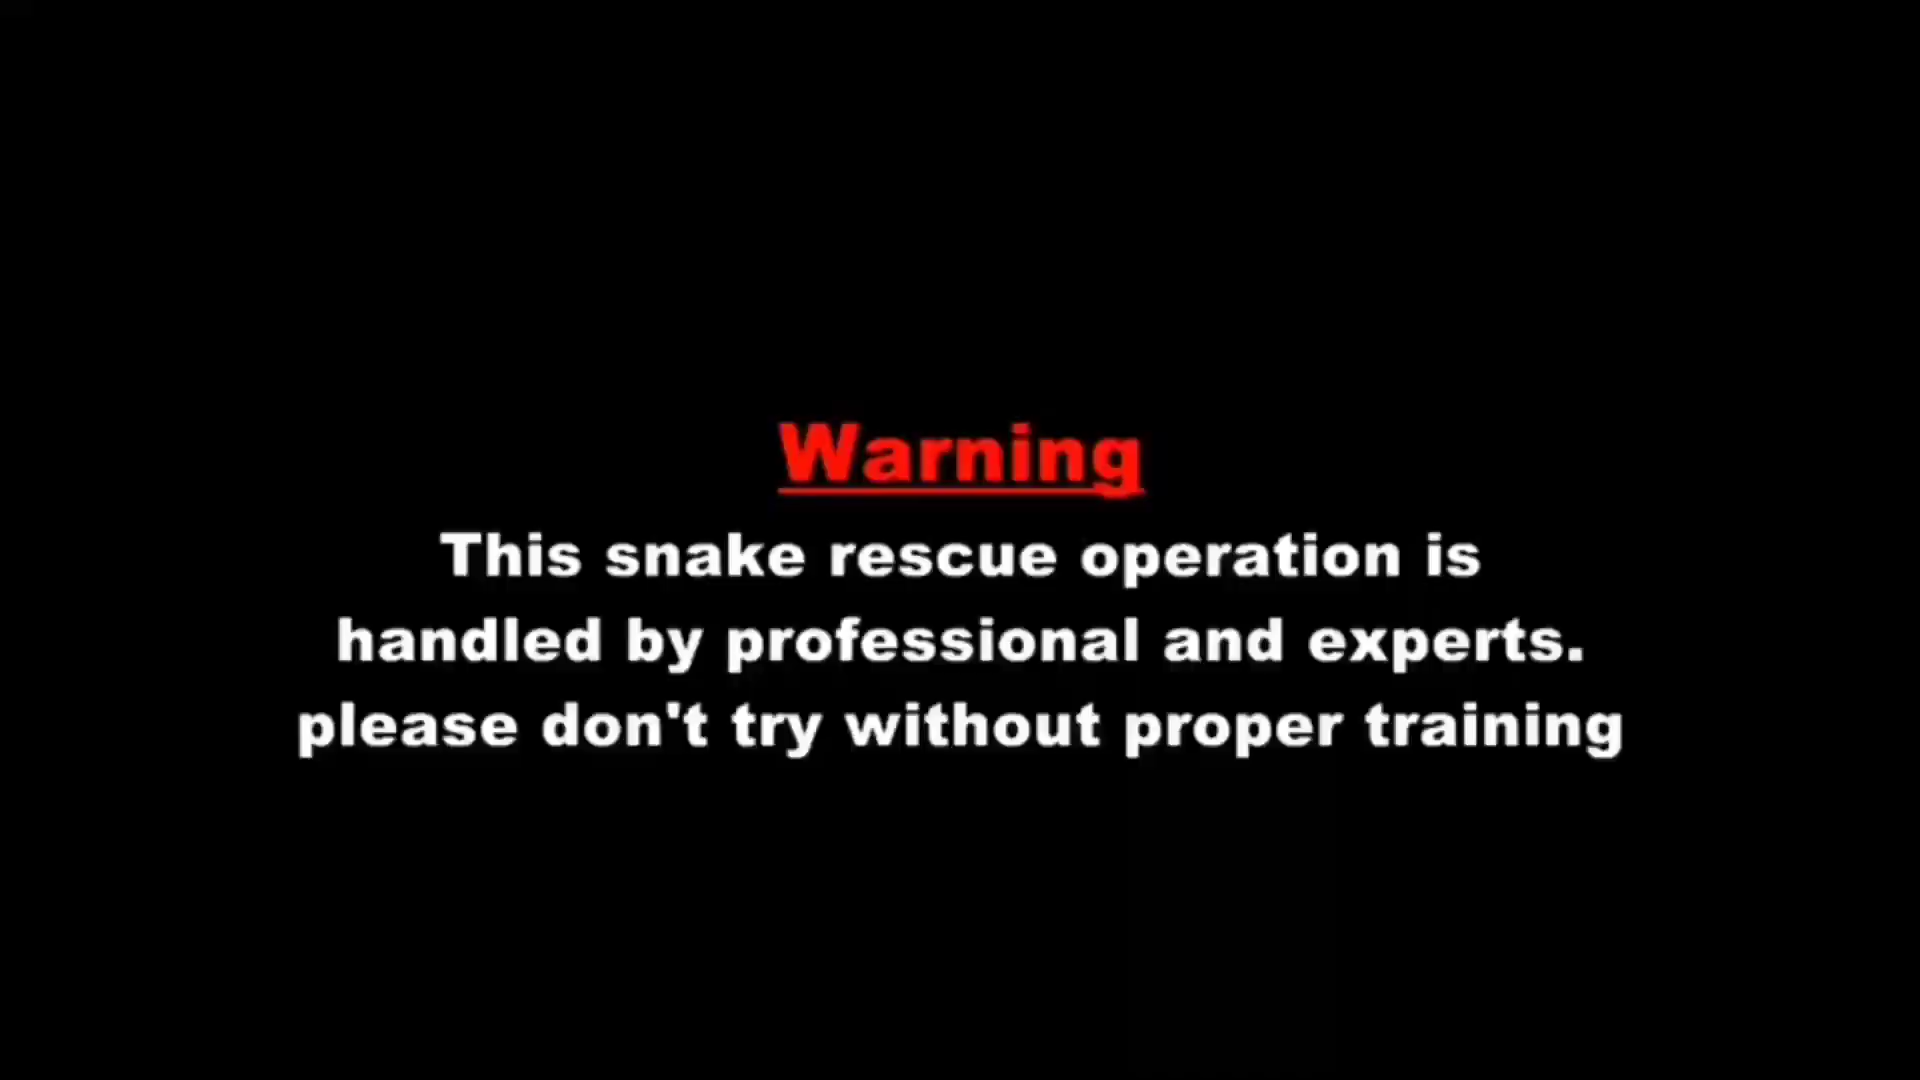 Warning
This snake rescue operation is
handled by professional and experts.
please don't try without proper training